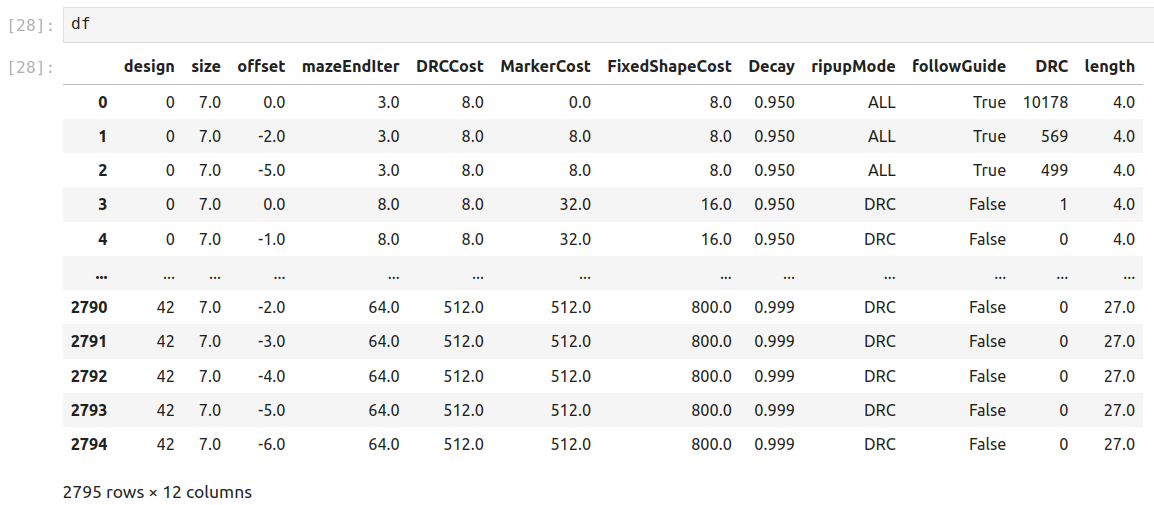 [28]: df
[28]:
design size offset mazeEndIter DRCCost MarkerCost FixedShapeCost Decay ripupMode followGuide DRC length
0 0 7.0 0.0 3.0 8.0 0.0 8.0 0.950 ALL True 10178 4.0
1 0 7.0 -2.0 3.0 8.0 8.0 8.0 0.950 ALL True 569 4.0
2 0 7.0 -5.0 3.0 8.0 8.0 8.0 0.950 ALL True 499 4.0
3 0 7.0 0.0 8.0 8.0 32.0 16.0 0.950 DRC False 1 4.0
4 0 7.0 -1.0 8.0 8.0 32.0 16.0 0.950 DRC False 0 4.0
... ... ... ... ... ... ... ... ... ... ... ... ...
2790 42 7.0 -2.0 64.0 512.0 512.0 800.0 0.999 DRC False 0 27.0
2791 42 7.0 -3.0 64.0 512.0 512.0 800.0 0.999 DRC False 0 27.0
2792 42 7.0 -4.0 64.0 512.0 512.0 800.0 0.999 DRC False 0 27.0
2793 42 7.0 -5.0 64.0 512.0 512.0 800.0 0.999 DRC False 0 27.0
2794 42 7.0 -6.0 64.0 512.0 512.0 800.0 0.999 DRC False 0 27.0
2795 rows × 12 columns